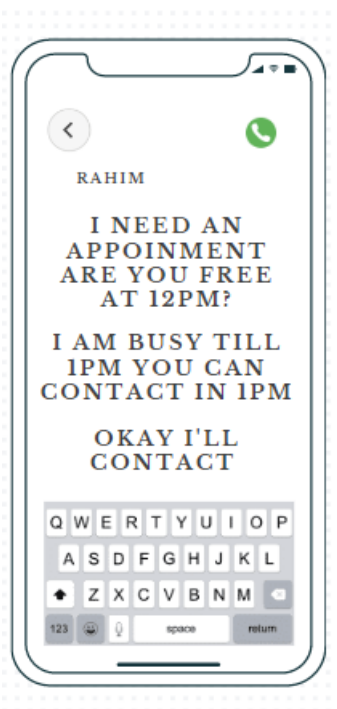 RAHIM
I NEED AN
APPOINMENT
ARE YOU FREE
AT 12PM?
I AM BUSY TILL
1PM YOU CAN
CONTACT IN 1PM
OKAY I'LL
CONTACT
Q W E R T Y U I O P
A S D F G H J K L
Z X C V B N M
123 space return